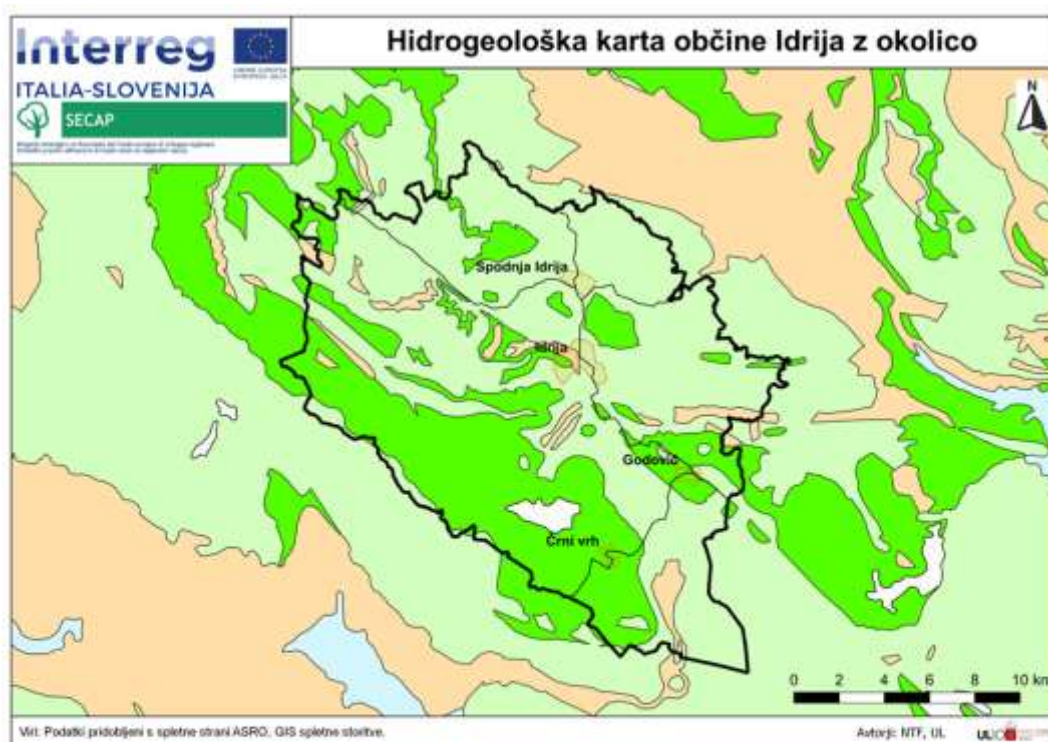 Interreg
ITALIA-SLOVENIJA
SECAP
Hidrogeološka karta občine Idrija z okolico
N
Spodnja Idrija
Idrija
Godovič
Črni vrh
0 2 4 6 8 10 km
Viri: Podatki pridobljeni s spletne strani ARSO, GIS spletne storitve.
Avtorji: NTF, UL